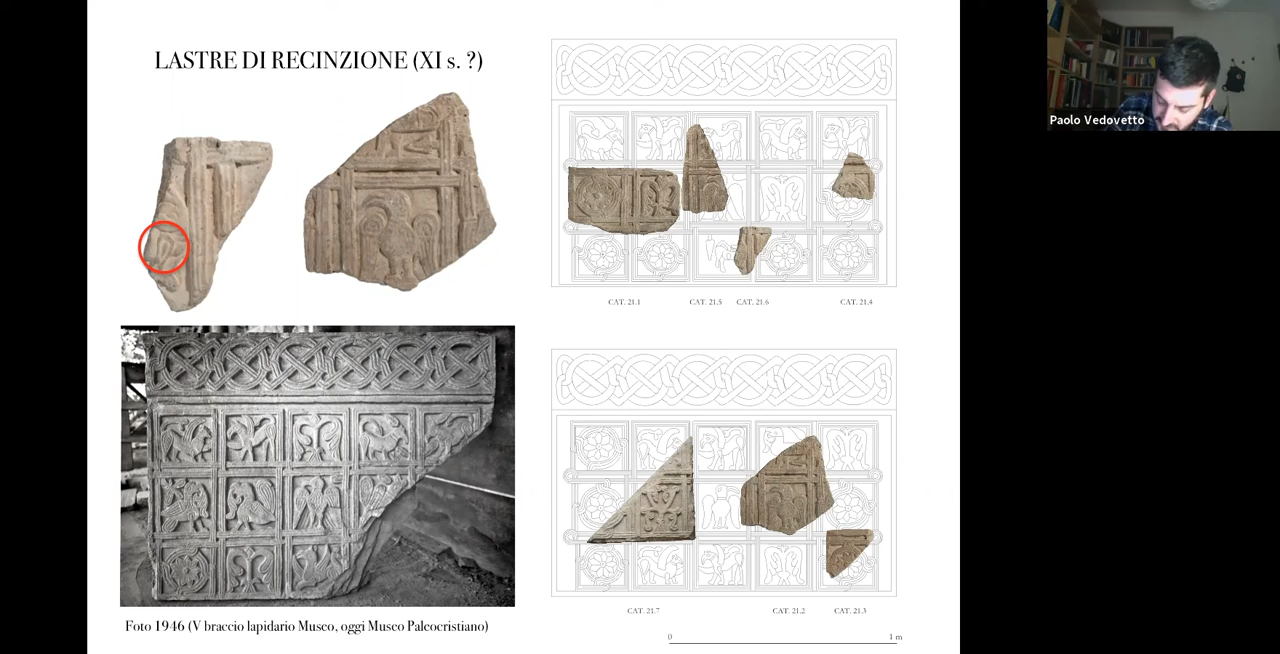 LASTRE DI RECINZIONE (XI s. ?)
Paolo Vedovetto
CAT. 21.1
CAT. 21.5
CAT. 21.6
CAT. 21.4
CAT. 21.7
CAT. 21.2
CAT. 21.3
Foto 1946 (V braccio lapidario Museo, oggi Museo Paleocristiano)
0
1 m